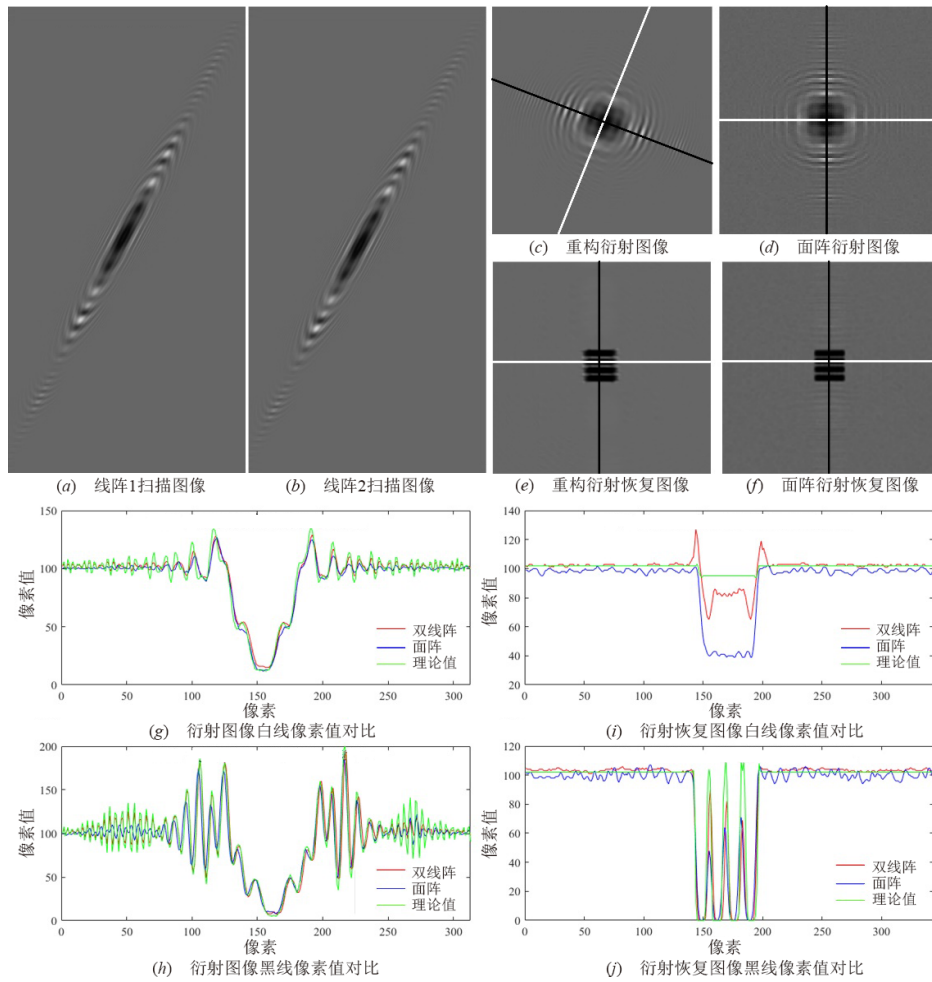 (a) 线阵1扫描图像
(b) 线阵2扫描图像
(c) 重构衍射图像
(d) 面阵衍射图像
(e) 重构衍射恢复图像
(f) 面阵衍射恢复图像
150
100
50
0
像素值
双线阵
面阵
理论值
0 50 100 150 200 250 300
像素
(g) 衍射图像白线像素值对比
140
120
100
80
60
40
20
像素值
双线阵
面阵
理论值
0 50 100 150 200 250 300
像素
(i) 衍射恢复图像白线像素值对比
200
150
100
50
0
像素值
双线阵
面阵
理论值
0 50 100 150 200 250 300
像素
(h) 衍射图像黑线像素值对比
120
100
80
60
40
20
0
像素值
双线阵
面阵
理论值
0 50 100 150 200 250 300
像素
(j) 衍射恢复图像黑线像素值对比